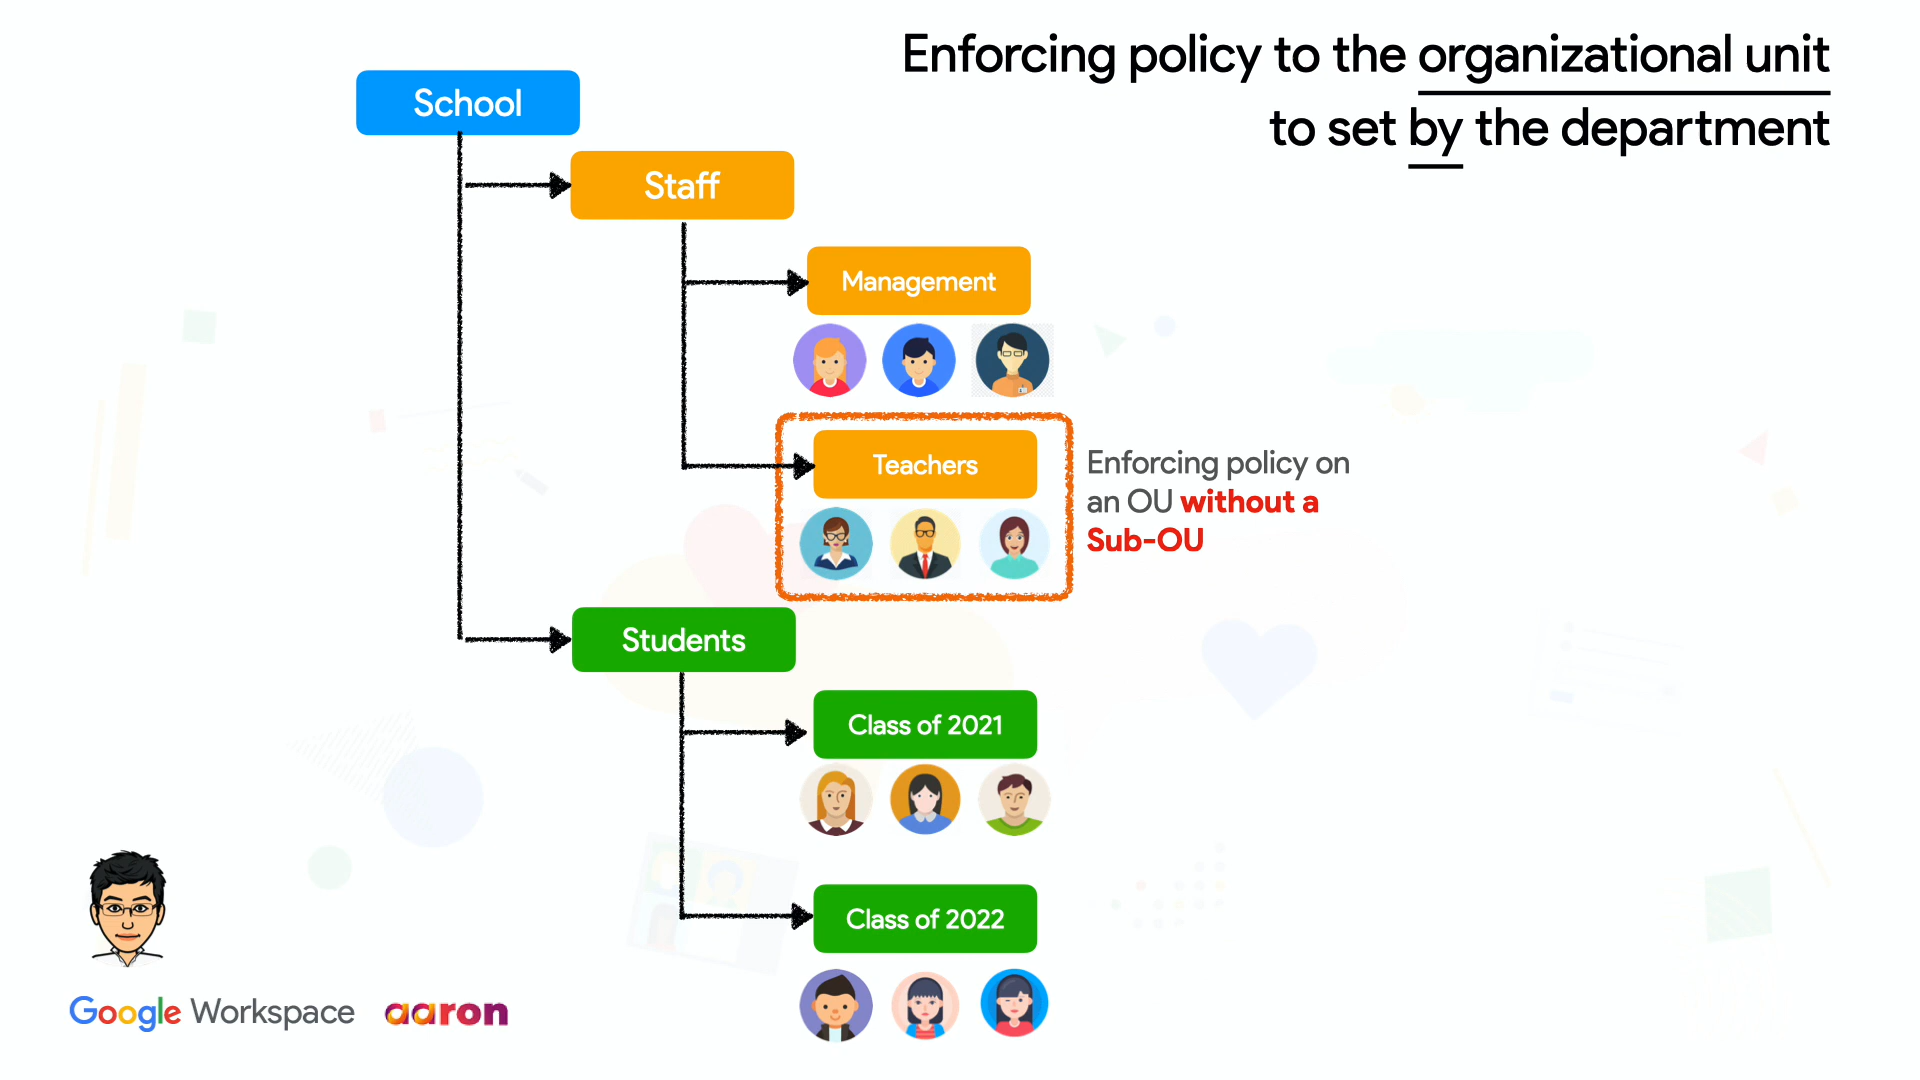 Enforcing policy to the organizational unit
to set by the department
School
Staff
Management
Teachers
Enforcing policy on
an OU without a
Sub-OU
Students
Class of 2021
Class of 2022
Google Workspace
aaron